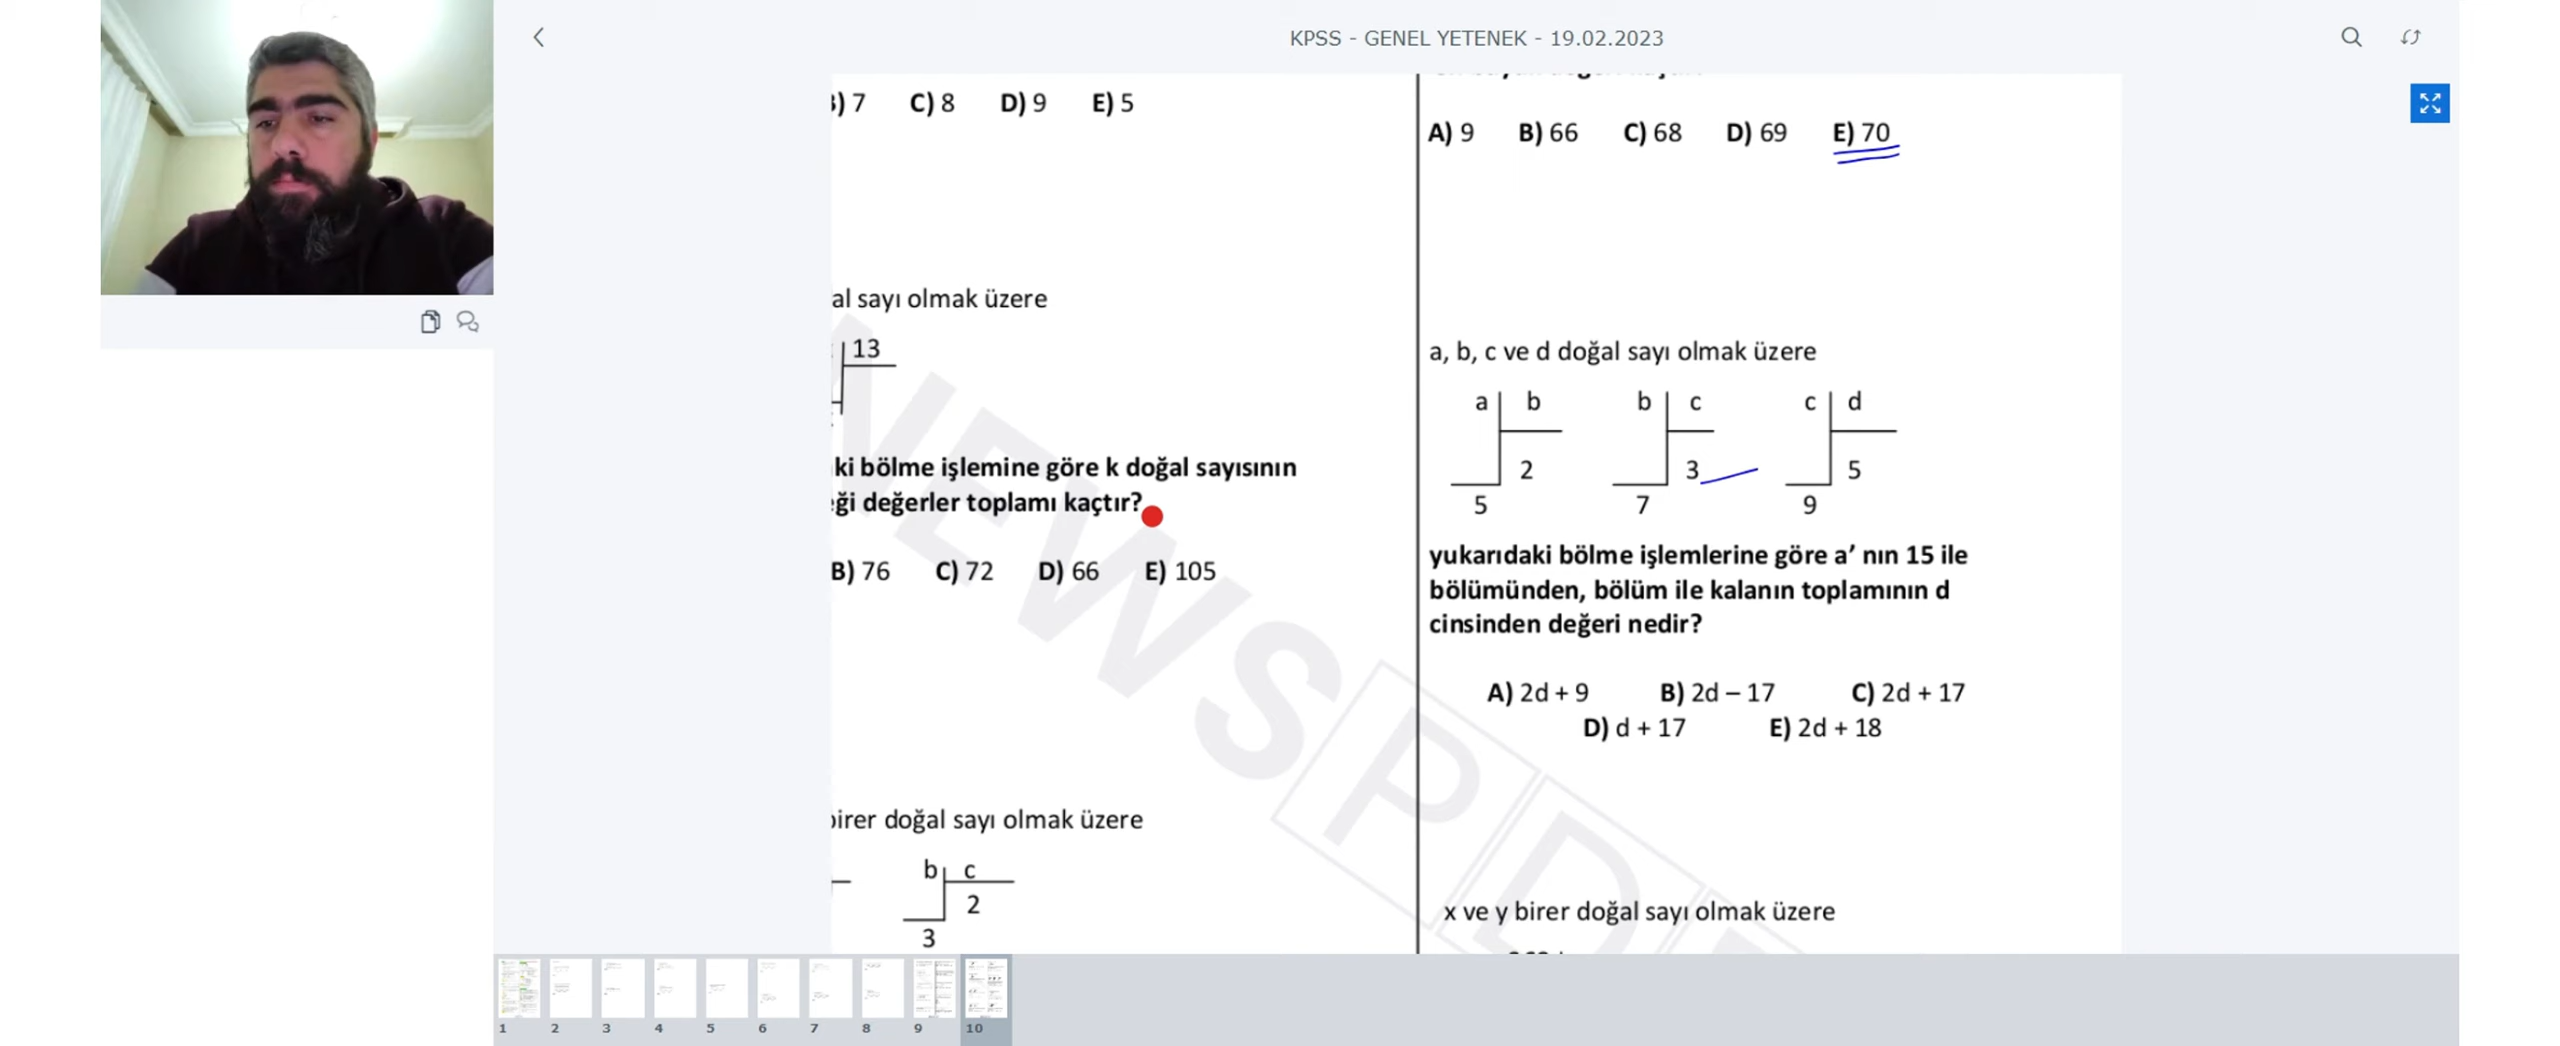 KPSS - GENEL YETENEK - 19.02.2023
) 7 C) 8 D) 9 E) 5
al sayı olmak üzere
13
ki bölme işlemine göre k doğal sayısının
ği değerler toplamı kaçtır?
B) 76 C) 72 D) 66 E) 105
birer doğal sayı olmak üzere
b c
2
3
A) 9 B) 66 C) 68 D) 69 E) 70
a, b, c ve d doğal sayı olmak üzere
a b b c c d
2 3 5
5 7 9
yukarıdaki bölme işlemlerine göre a’ nın 15 ile
bölümünden, bölüm ile kalanın toplamının d
cinsinden değeri nedir?
A) 2d + 9 B) 2d – 17 C) 2d + 17
D) d + 17 E) 2d + 18
x ve y birer doğal sayı olmak üzere
NEWSPD
1 2 3 4 5 6 7 8 9 10